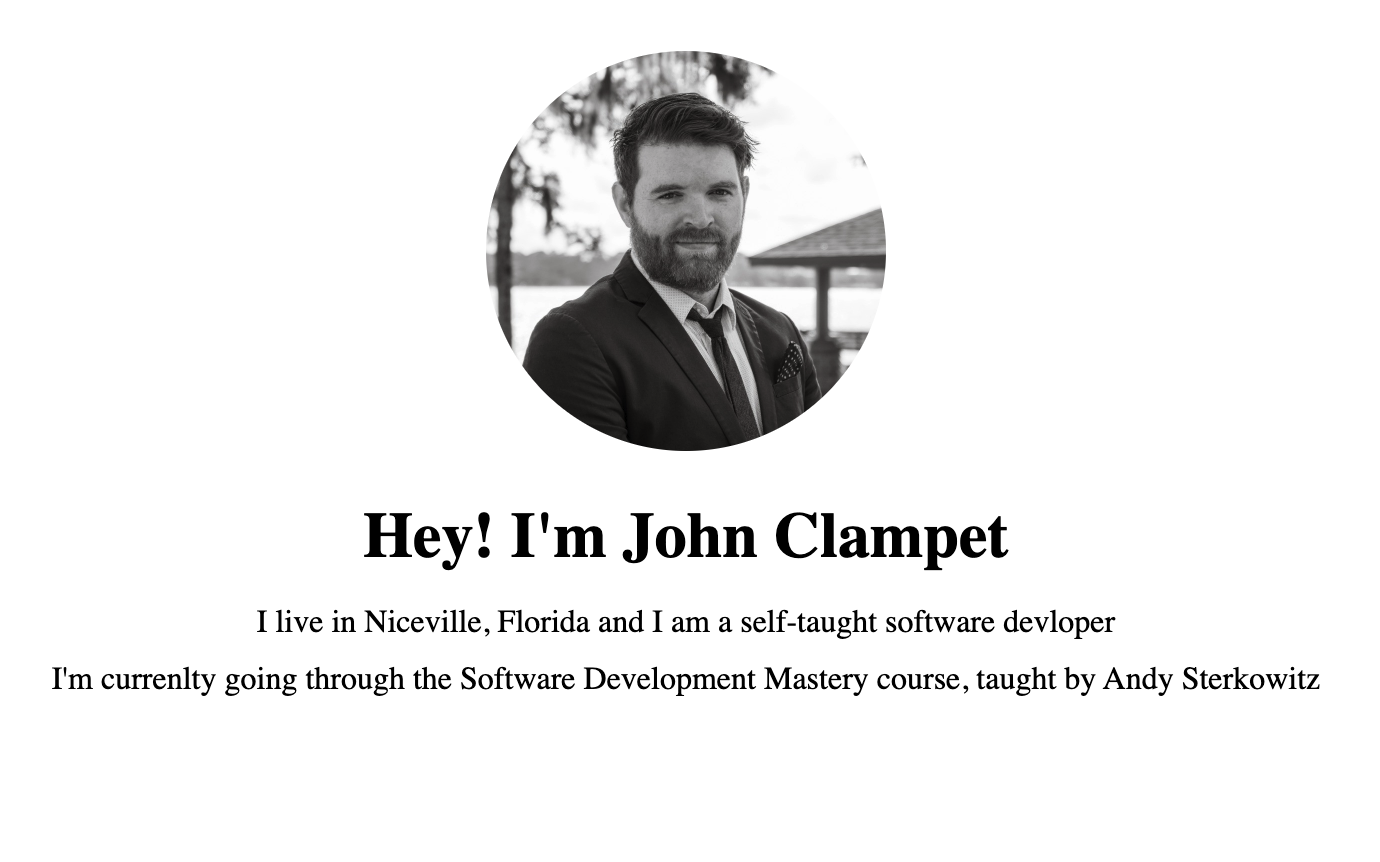 Hey! I'm John Clampet
I live in Niceville, Florida and I am a self-taught software devloper
I'm currenlty going through the Software Development Mastery course, taught by Andy Sterkowitz